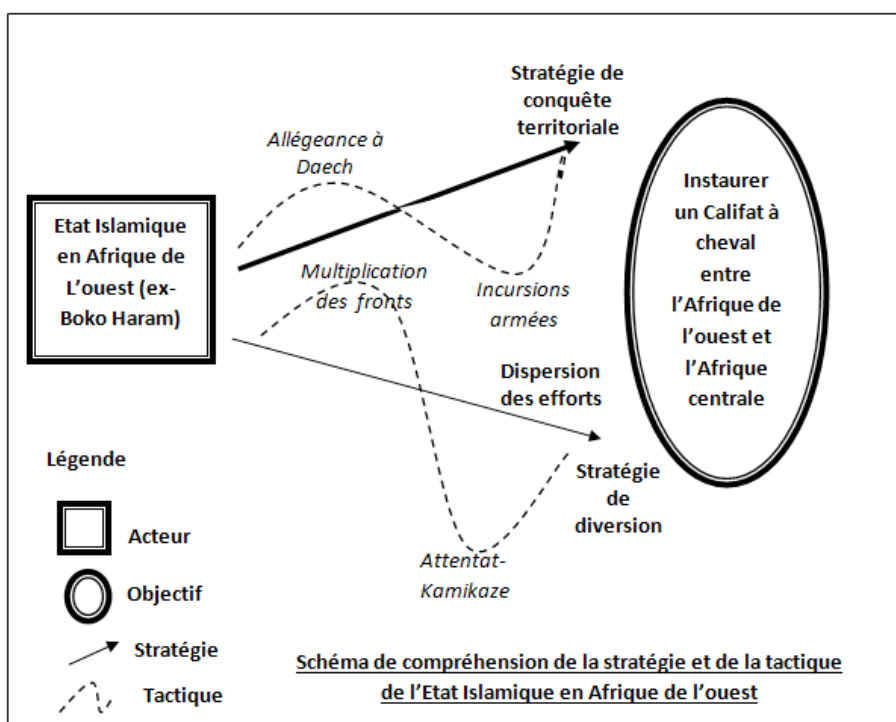 Stratégie de
conquête
territoriale
Allégeance à
Daech
Etat Islamique
en Afrique de
L'ouest (ex-
Boko Haram)
Multiplication
des fronts
Incursions
armées
Instaurer
un Califat à
cheval
entre
l'Afrique de
l'ouest et
l'Afrique
centrale
Dispersion
des efforts
Stratégie
de
diversion
Attentat-
Kamikaze
Légende
Acteur
Objectif
Stratégie
Tactique
Schéma de compréhension de la stratégie et de la tactique
de l'Etat Islamique en Afrique de l'ouest